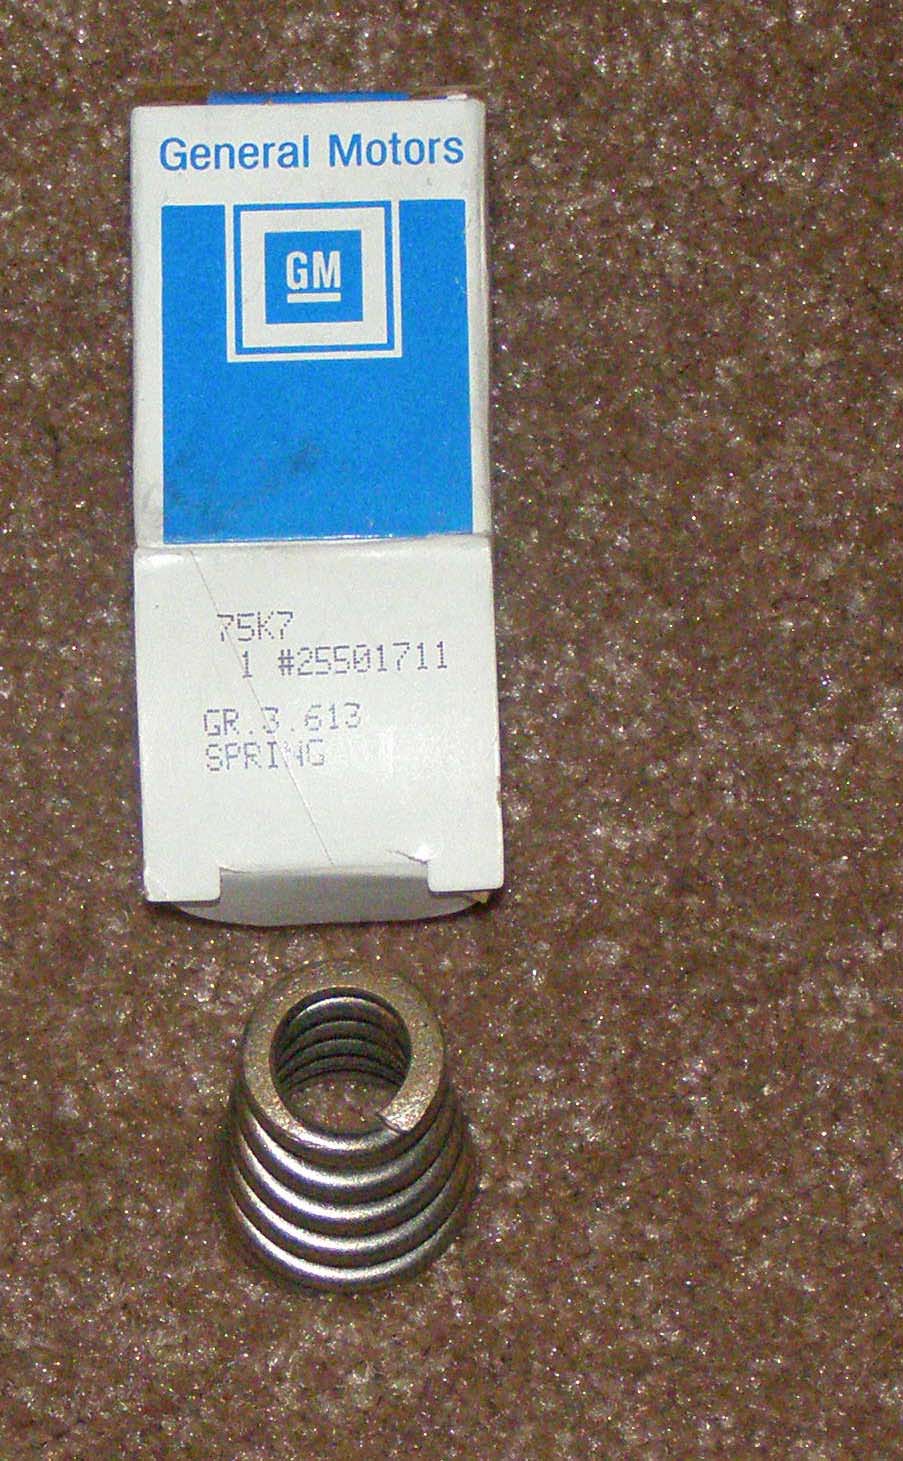 General Motors
GM
75K7
1 #25501711
GR.3.613
SPRING